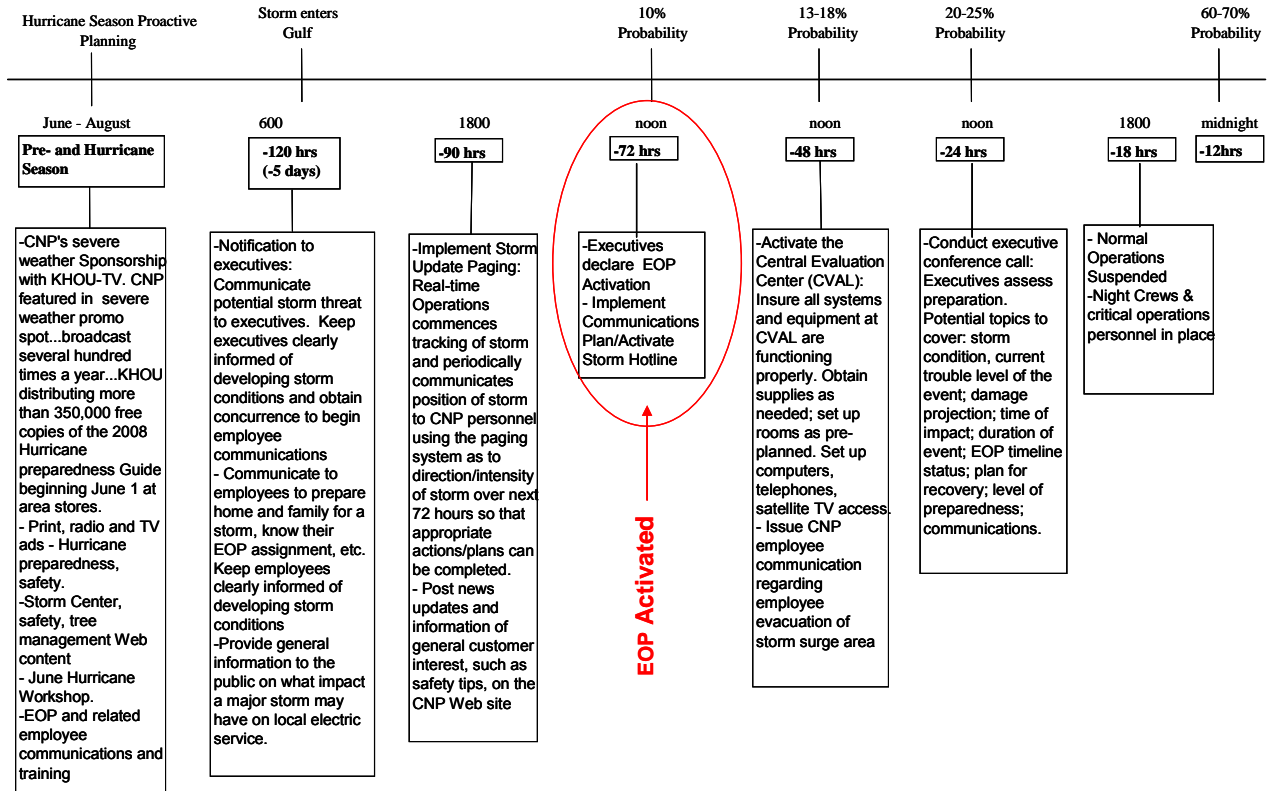 Hurricane Season Proactive
Planning
Storm enters
Gulf
10%
Probability
13-18%
Probability
20-25%
Probability
60-70%
Probability
June - August
Pre- and Hurricane
Season
600
-120 hrs
(-5 days)
1800
-90 hrs
noon
-72 hrs
noon
-48 hrs
noon
-24 hrs
1800
-18 hrs
midnight
-12hrs
-CNP's severe
weather Sponsorship
with KHOU-TV. CNP
featured in severe
weather promo
spot...broadcast
several hundred
times a year...KHOU
distributing more
than 350,000 free
copies of the 2008
Hurricane
preparedness Guide
beginning June 1 at
area stores.
- Print, radio and TV
ads - Hurricane
preparedness,
safety.
-Storm Center,
safety, tree
management Web
content
- June Hurricane
Workshop.
-EOP and related
employee
communications and
training
-Notification to
executives:
Communicate
potential storm threat
to executives. Keep
executives clearly
informed of
developing storm
conditions and obtain
concurrence to begin
employee
communications
- Communicate to
employees to prepare
home and family for a
storm, know their
EOP assignment, etc.
Keep employees
clearly informed of
developing storm
conditions
-Provide general
information to the
public on what impact
a major storm may
have on local electric
service.
-Implement Storm
Update Paging:
Real-time
Operations
commences
tracking of storm
and periodically
communicates
position of storm
to CNP personnel
using the paging
system as to
direction/intensity
of storm over next
72 hours so that
appropriate
actions/plans can
be completed.
- Post news
updates and
information of
general customer
interest, such as
safety tips, on the
CNP Web site
-Executives
declare EOP
Activation
- Implement
Communications
Plan/Activate
Storm Hotline
EOP Activated
-Activate the
Central Evaluation
Center (CVAL):
Insure all systems
and equipment at
CVAL are
functioning
properly. Obtain
supplies as
needed; set up
rooms as pre-
planned. Set up
computers,
telephones,
satellite TV access.
- Issue CNP
employee
communication
regarding
employee
evacuation of
storm surge area
-Conduct executive
conference call:
Executives assess
preparation.
Potential topics to
cover: storm
condition, current
trouble level of the
event; damage
projection; time of
impact; duration of
event; EOP timeline
status; plan for
recovery; level of
preparedness;
communications.
- Normal
Operations
Suspended
-Night Crews &
critical operations
personnel in place